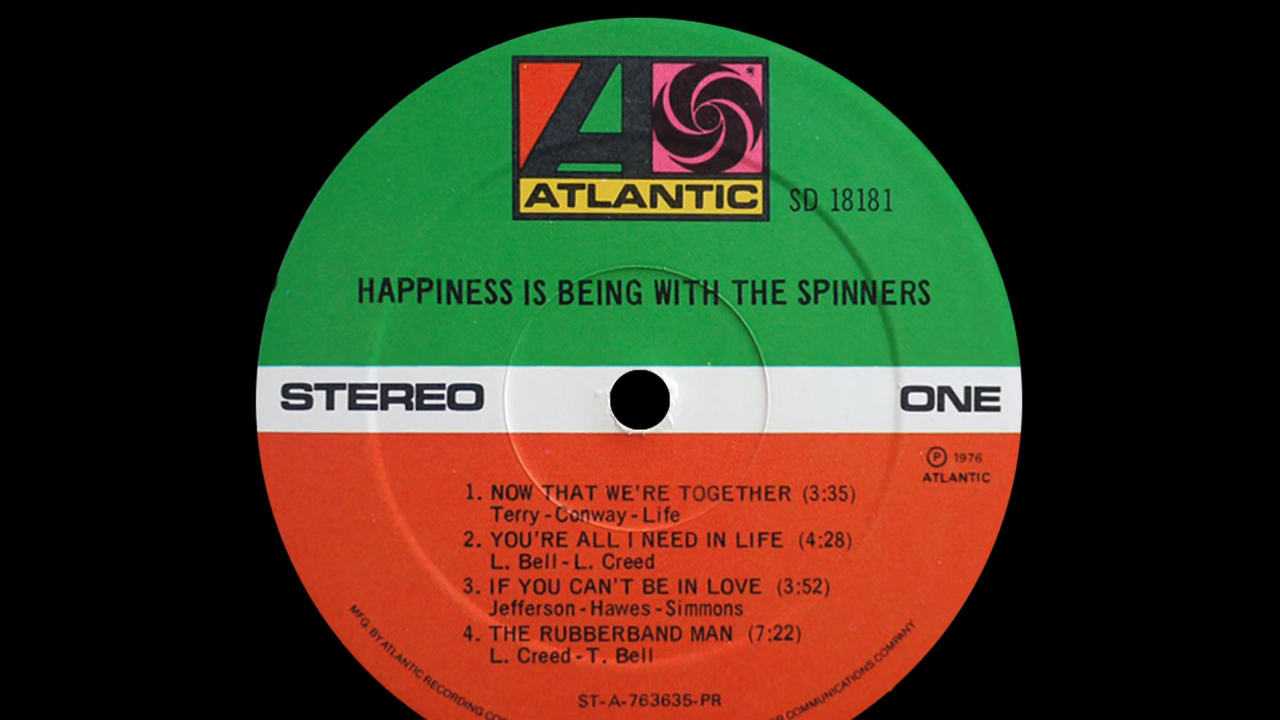 ATLANTIC
SD 18181
HAPPINESS IS BEING WITH THE SPINNERS
STEREO
ONE
℗ 1976
ATLANTIC
1. NOW THAT WE'RE TOGETHER (3:35)
Terry - Conway - Life
2. YOU'RE ALL I NEED IN LIFE (4:28)
L. Bell - L. Creed
3. IF YOU CAN'T BE IN LOVE (3:52)
Jefferson - Hawes - Simmons
4. THE RUBBERBAND MAN (7:22)
L. Creed - T. Bell
ST-A-763635-PR
MFG. BY ATLANTIC RECORDING
COMMUNICATIONS COMPANY